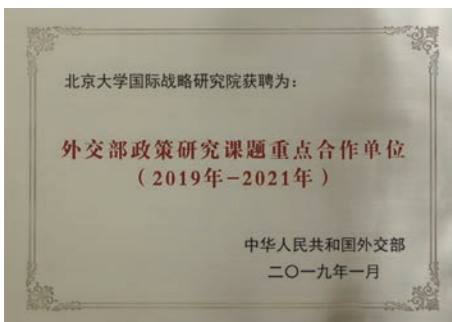 北京大学国际战略研究院获聘为：
外交部政策研究课题重点合作单位
（2019年-2021年）
中华人民共和国外交部
二〇一九年一月